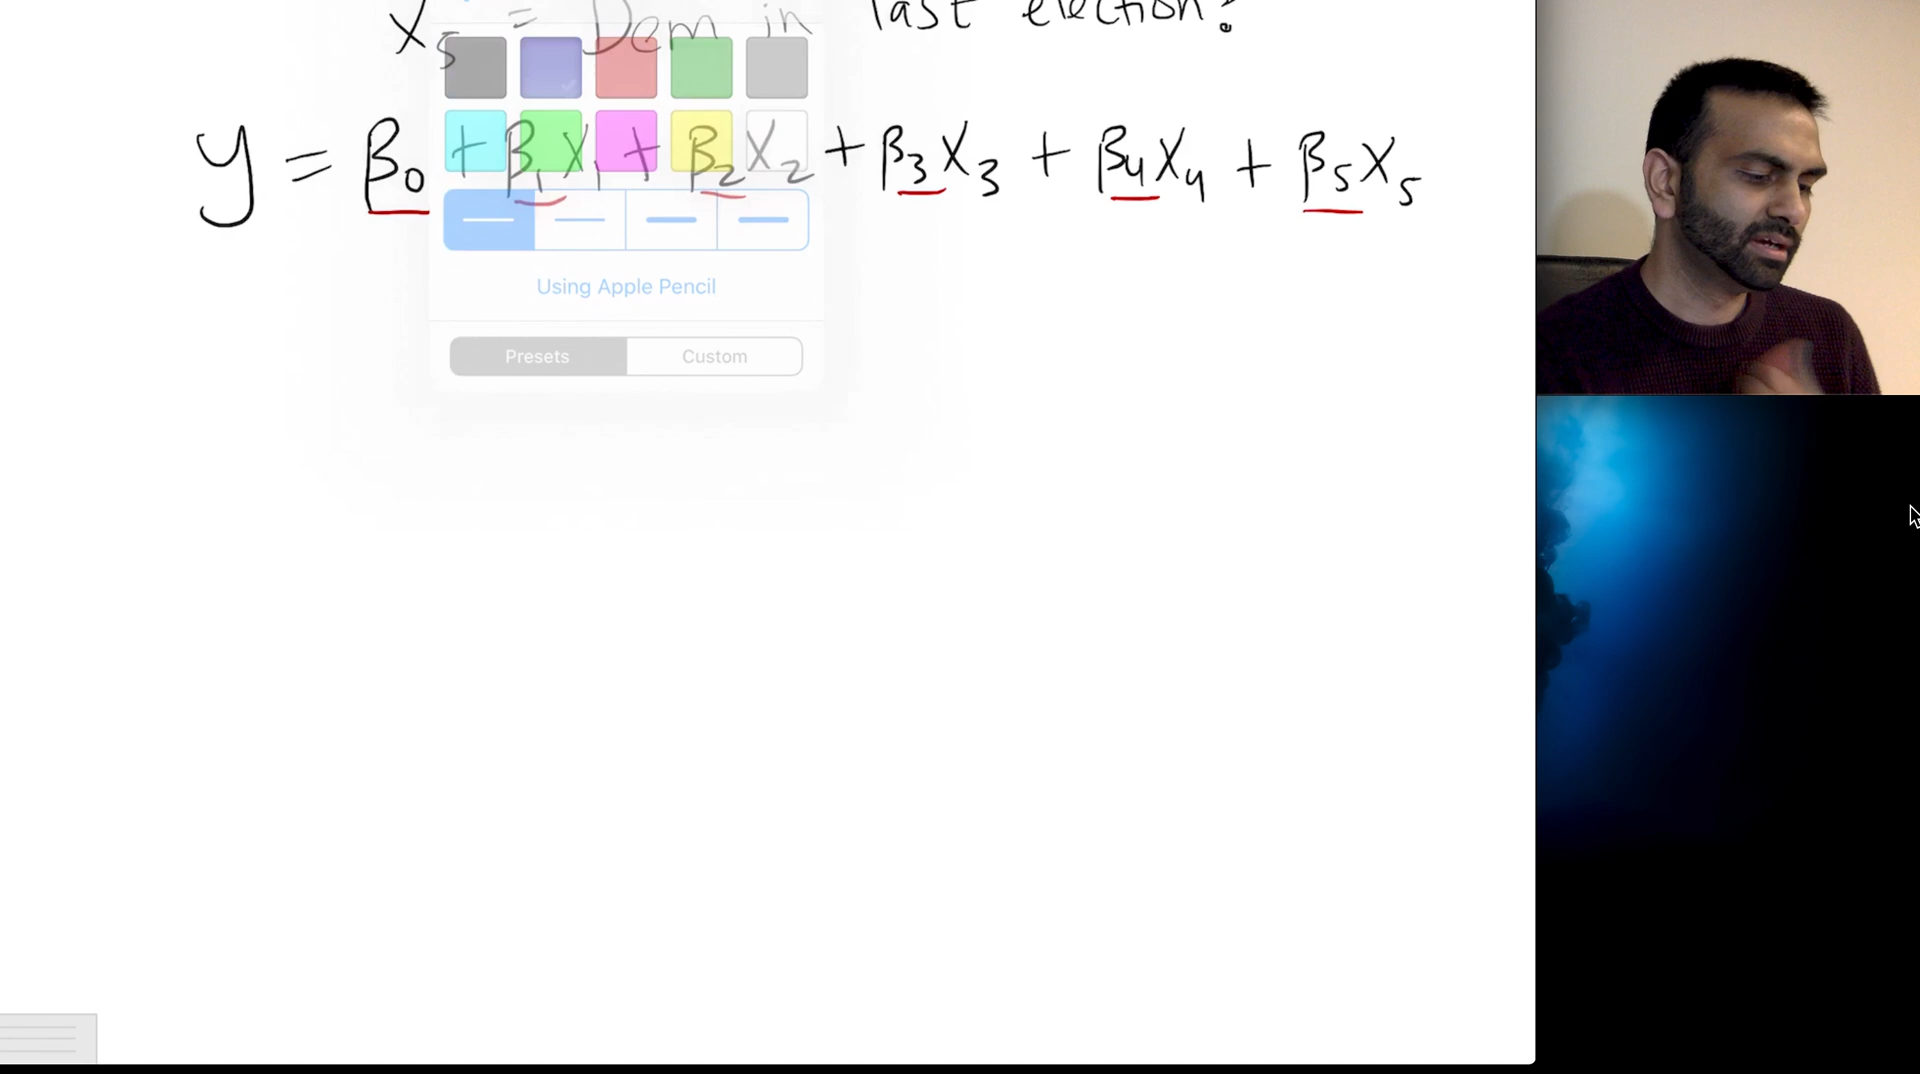 X₅ = Dem in last election?
y = β₀ + β₁X₁ + β₂X₂ + β₃X₃ + β₄X₄ + β₅X₅
Using Apple Pencil
Presets Custom